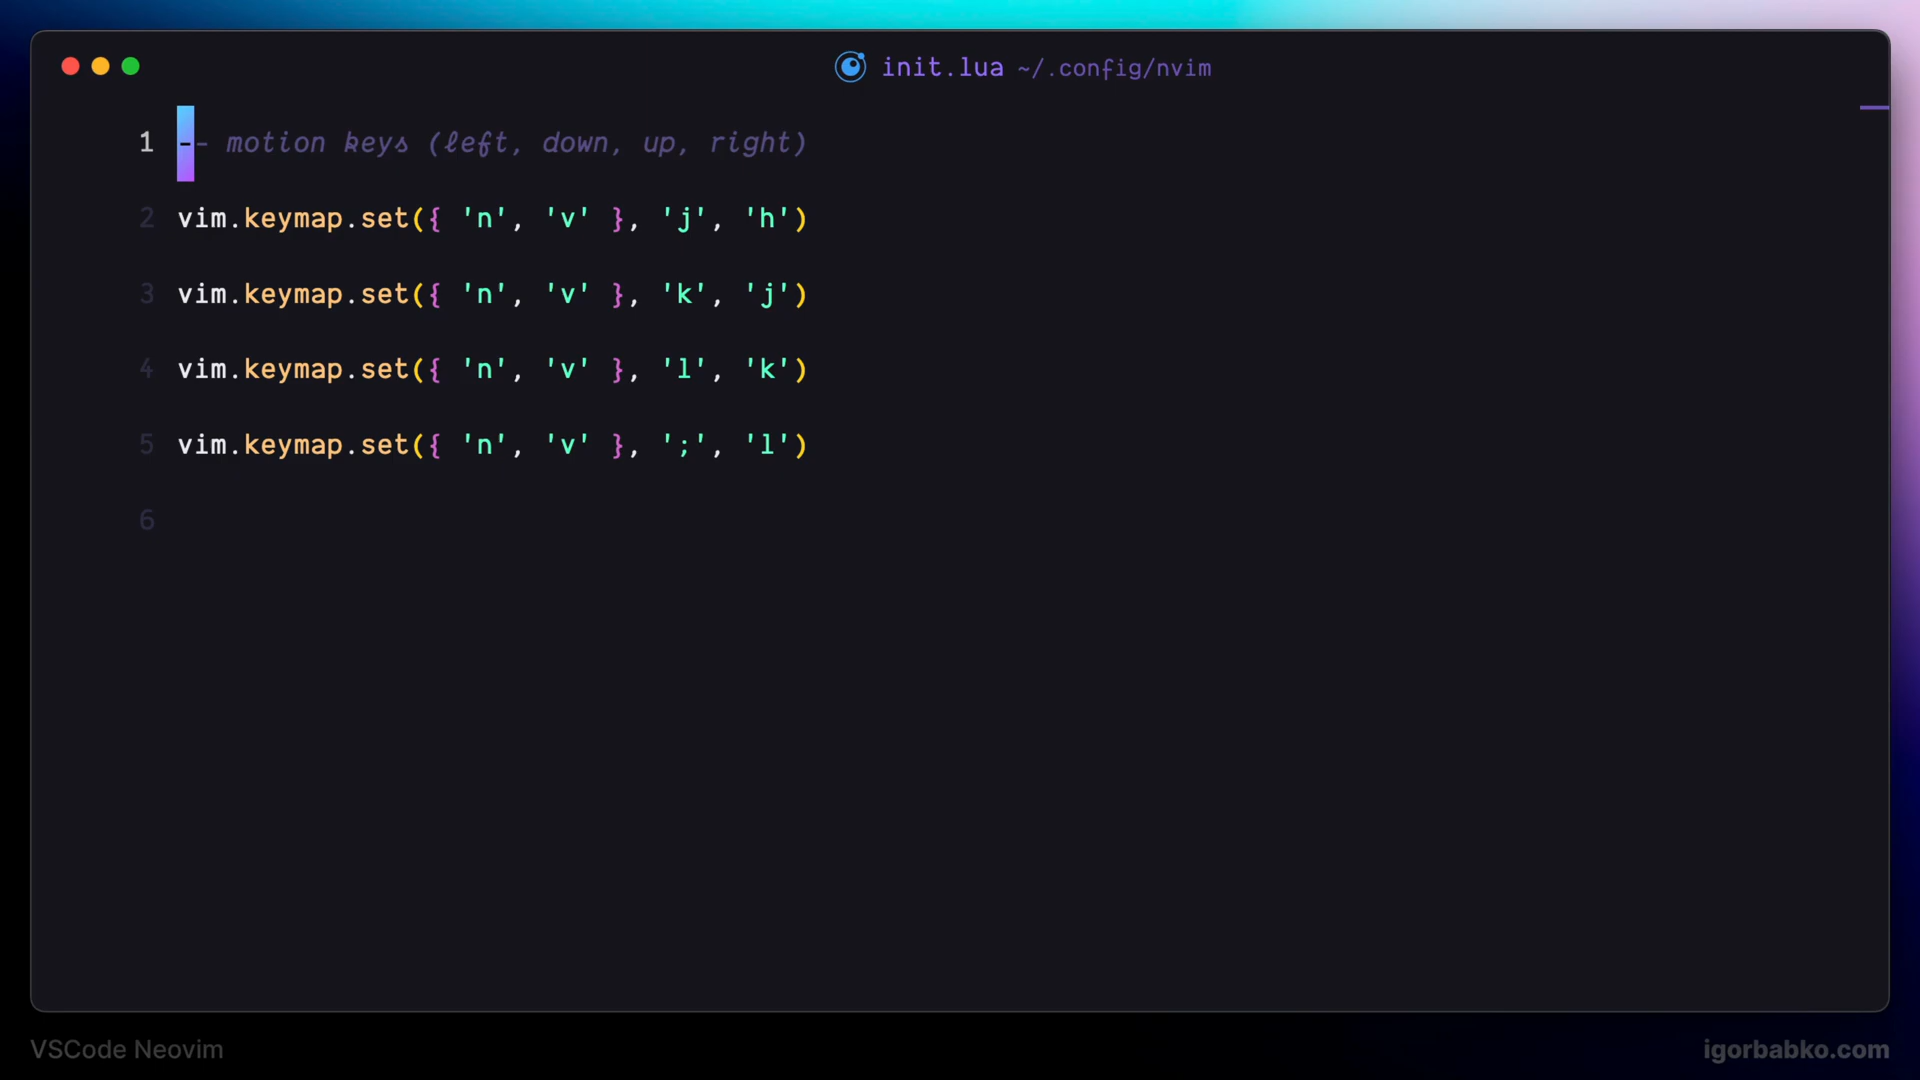 init.lua ~/.config/nvim
1 -- motion keys (left, down, up, right)
2 vim.keymap.set({ 'n', 'v' }, 'j', 'h')
3 vim.keymap.set({ 'n', 'v' }, 'k', 'j')
4 vim.keymap.set({ 'n', 'v' }, 'l', 'k')
5 vim.keymap.set({ 'n', 'v' }, ';', 'l')
6
VSCode Neovim
igorbabko.com